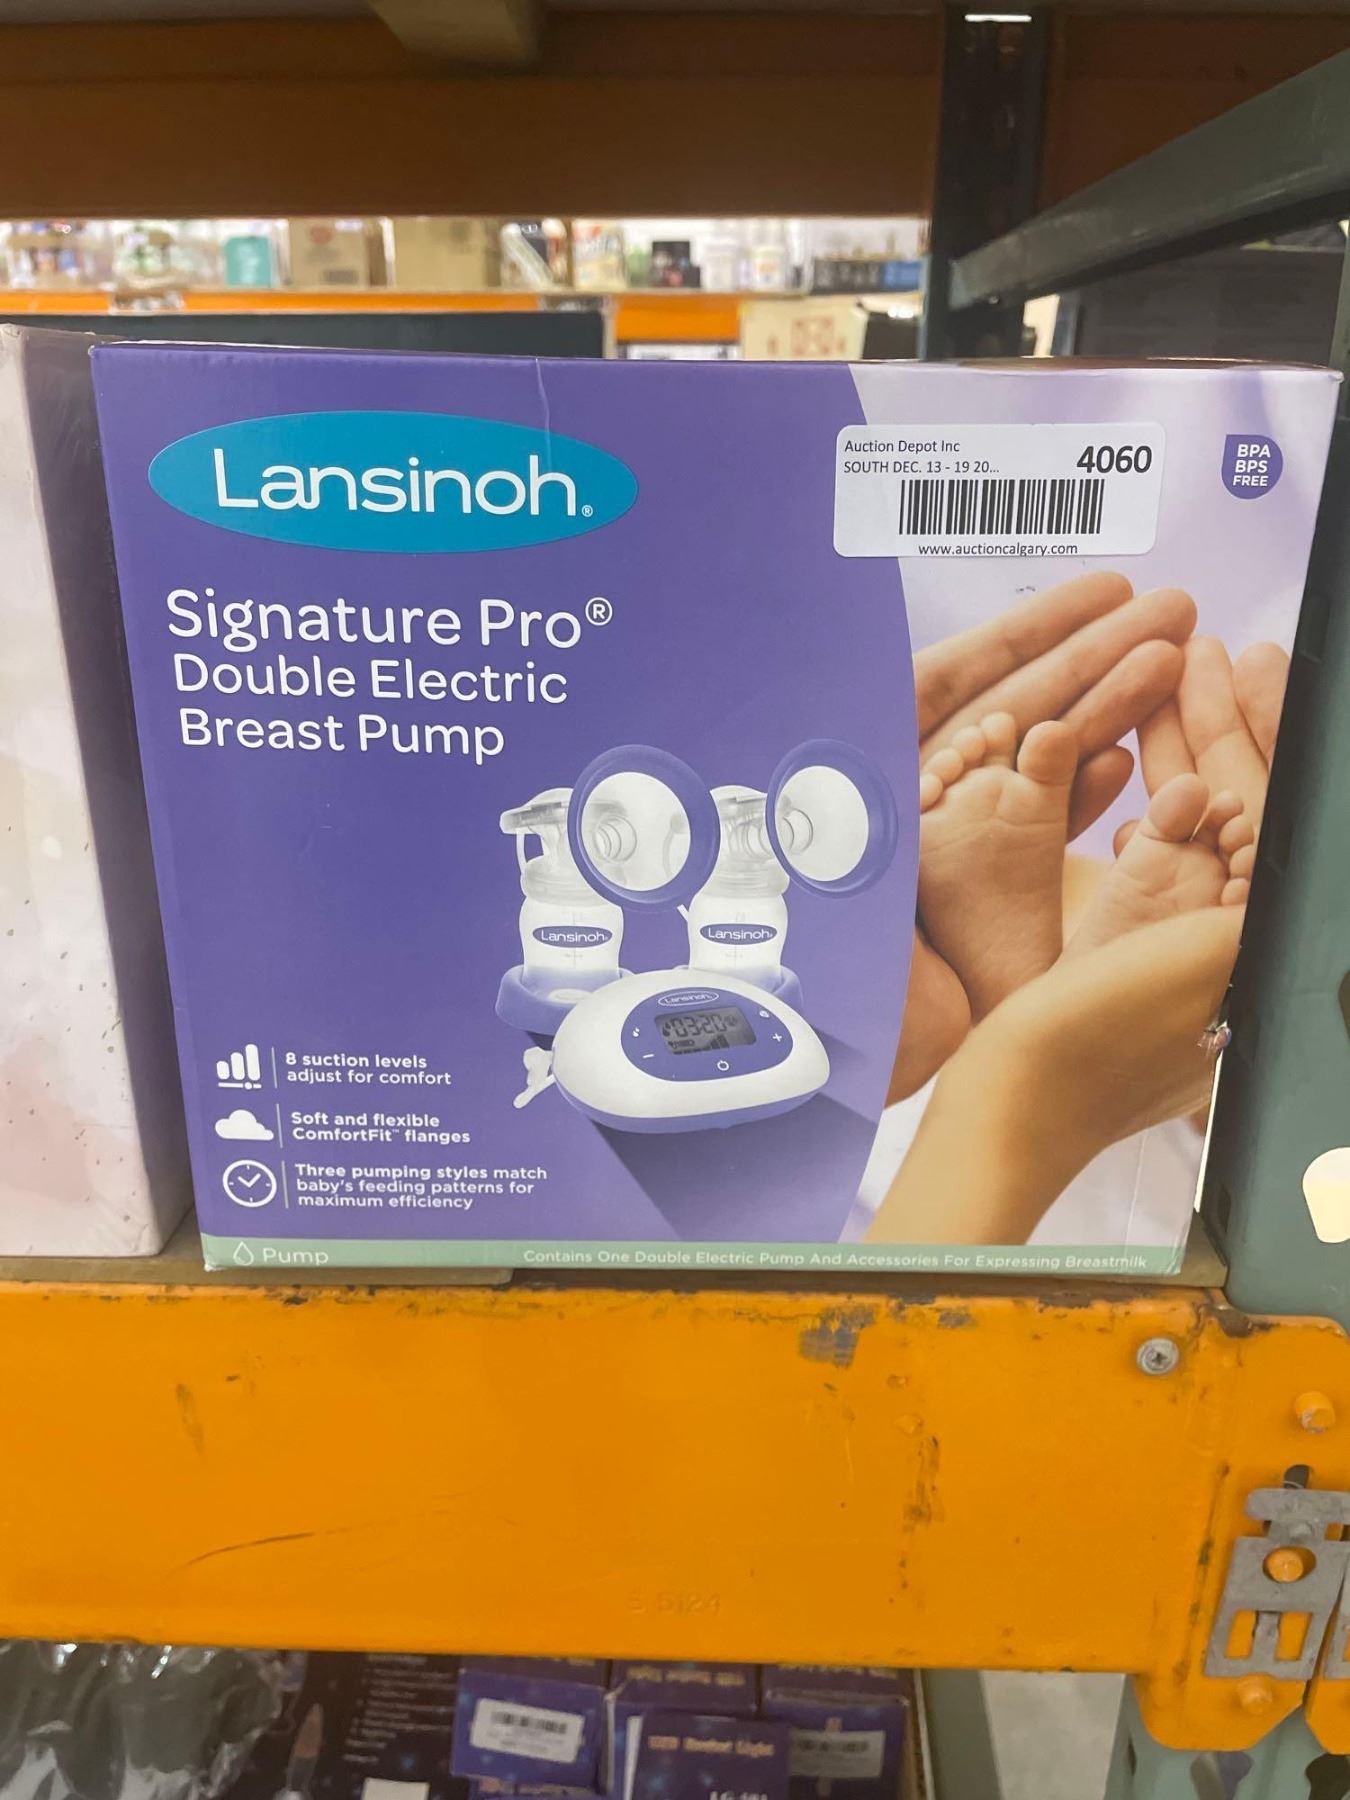 Lansinoh®
Signature Pro®
Double Electric
Breast Pump
Auction Depot Inc
SOUTH DEC. 13 - 19 20...
4060
www.auctioncalgary.com
BPA
BPS
FREE
Lansinoh
Lansinoh
Lansinoh
03:20
8 suction levels
adjust for comfort
Soft and flexible
ComfortFit™ flanges
Three pumping styles match
baby's feeding patterns for
maximum efficiency
Pump
Contains One Double Electric Pump And Accessories For Expressing Breastmilk